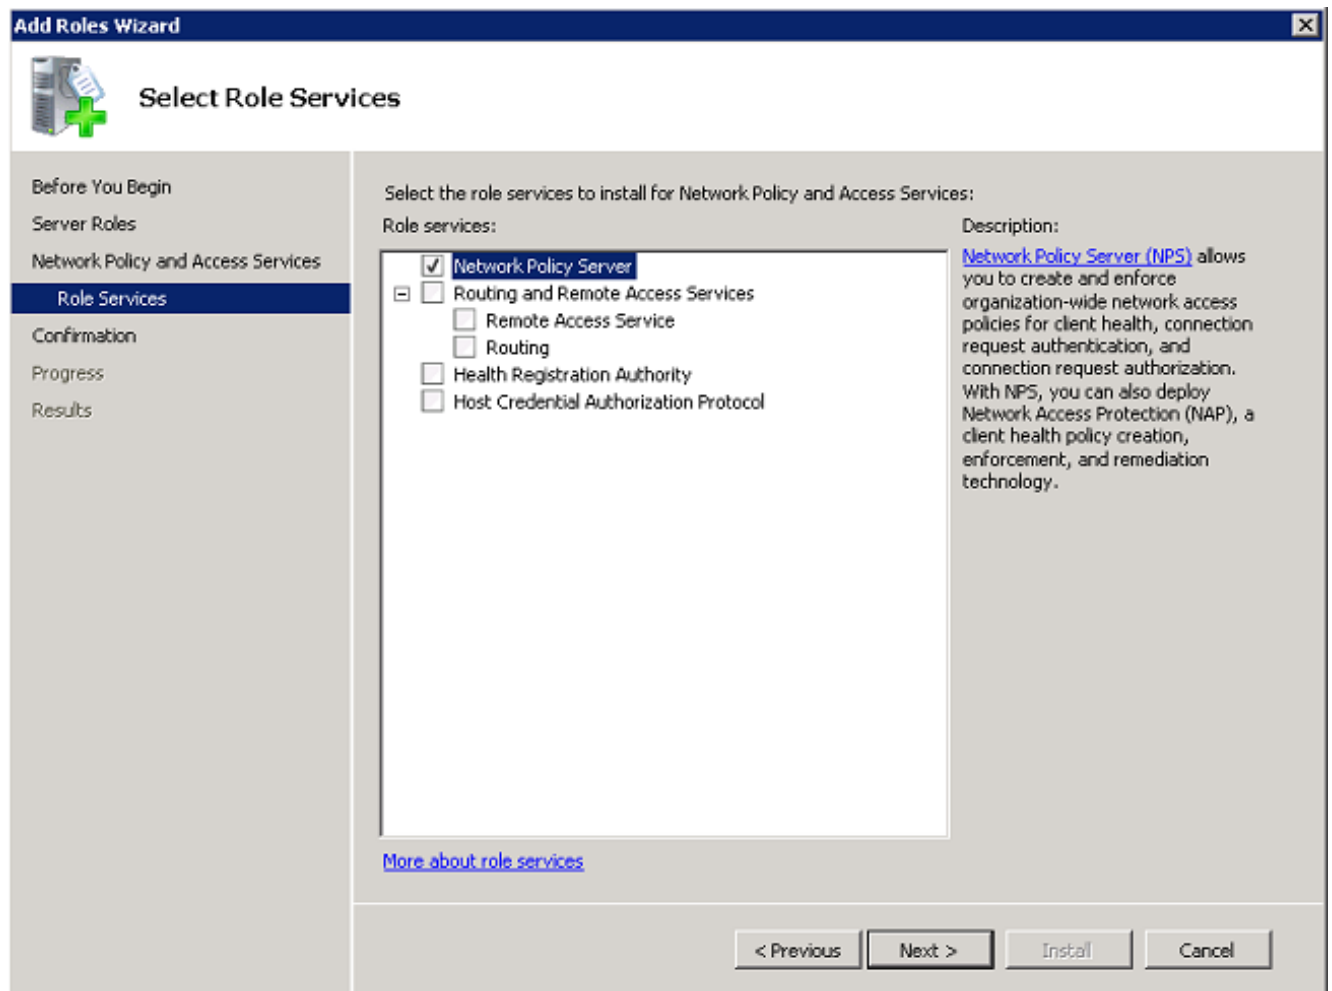 Add Roles Wizard
Select Role Services
Before You Begin
Server Roles
Network Policy and Access Services
Role Services
Confirmation
Progress
Results
Select the role services to install for Network Policy and Access Services:
Role services:
Network Policy Server
Routing and Remote Access Services
Remote Access Service
Routing
Health Registration Authority
Host Credential Authorization Protocol
More about role services
Description:
Network Policy Server (NPS) allows
you to create and enforce
organization-wide network access
policies for client health, connection
request authentication, and
connection request authorization.
With NPS, you can also deploy
Network Access Protection (NAP), a
client health policy creation,
enforcement, and remediation
technology.
< Previous
Next >
Install
Cancel